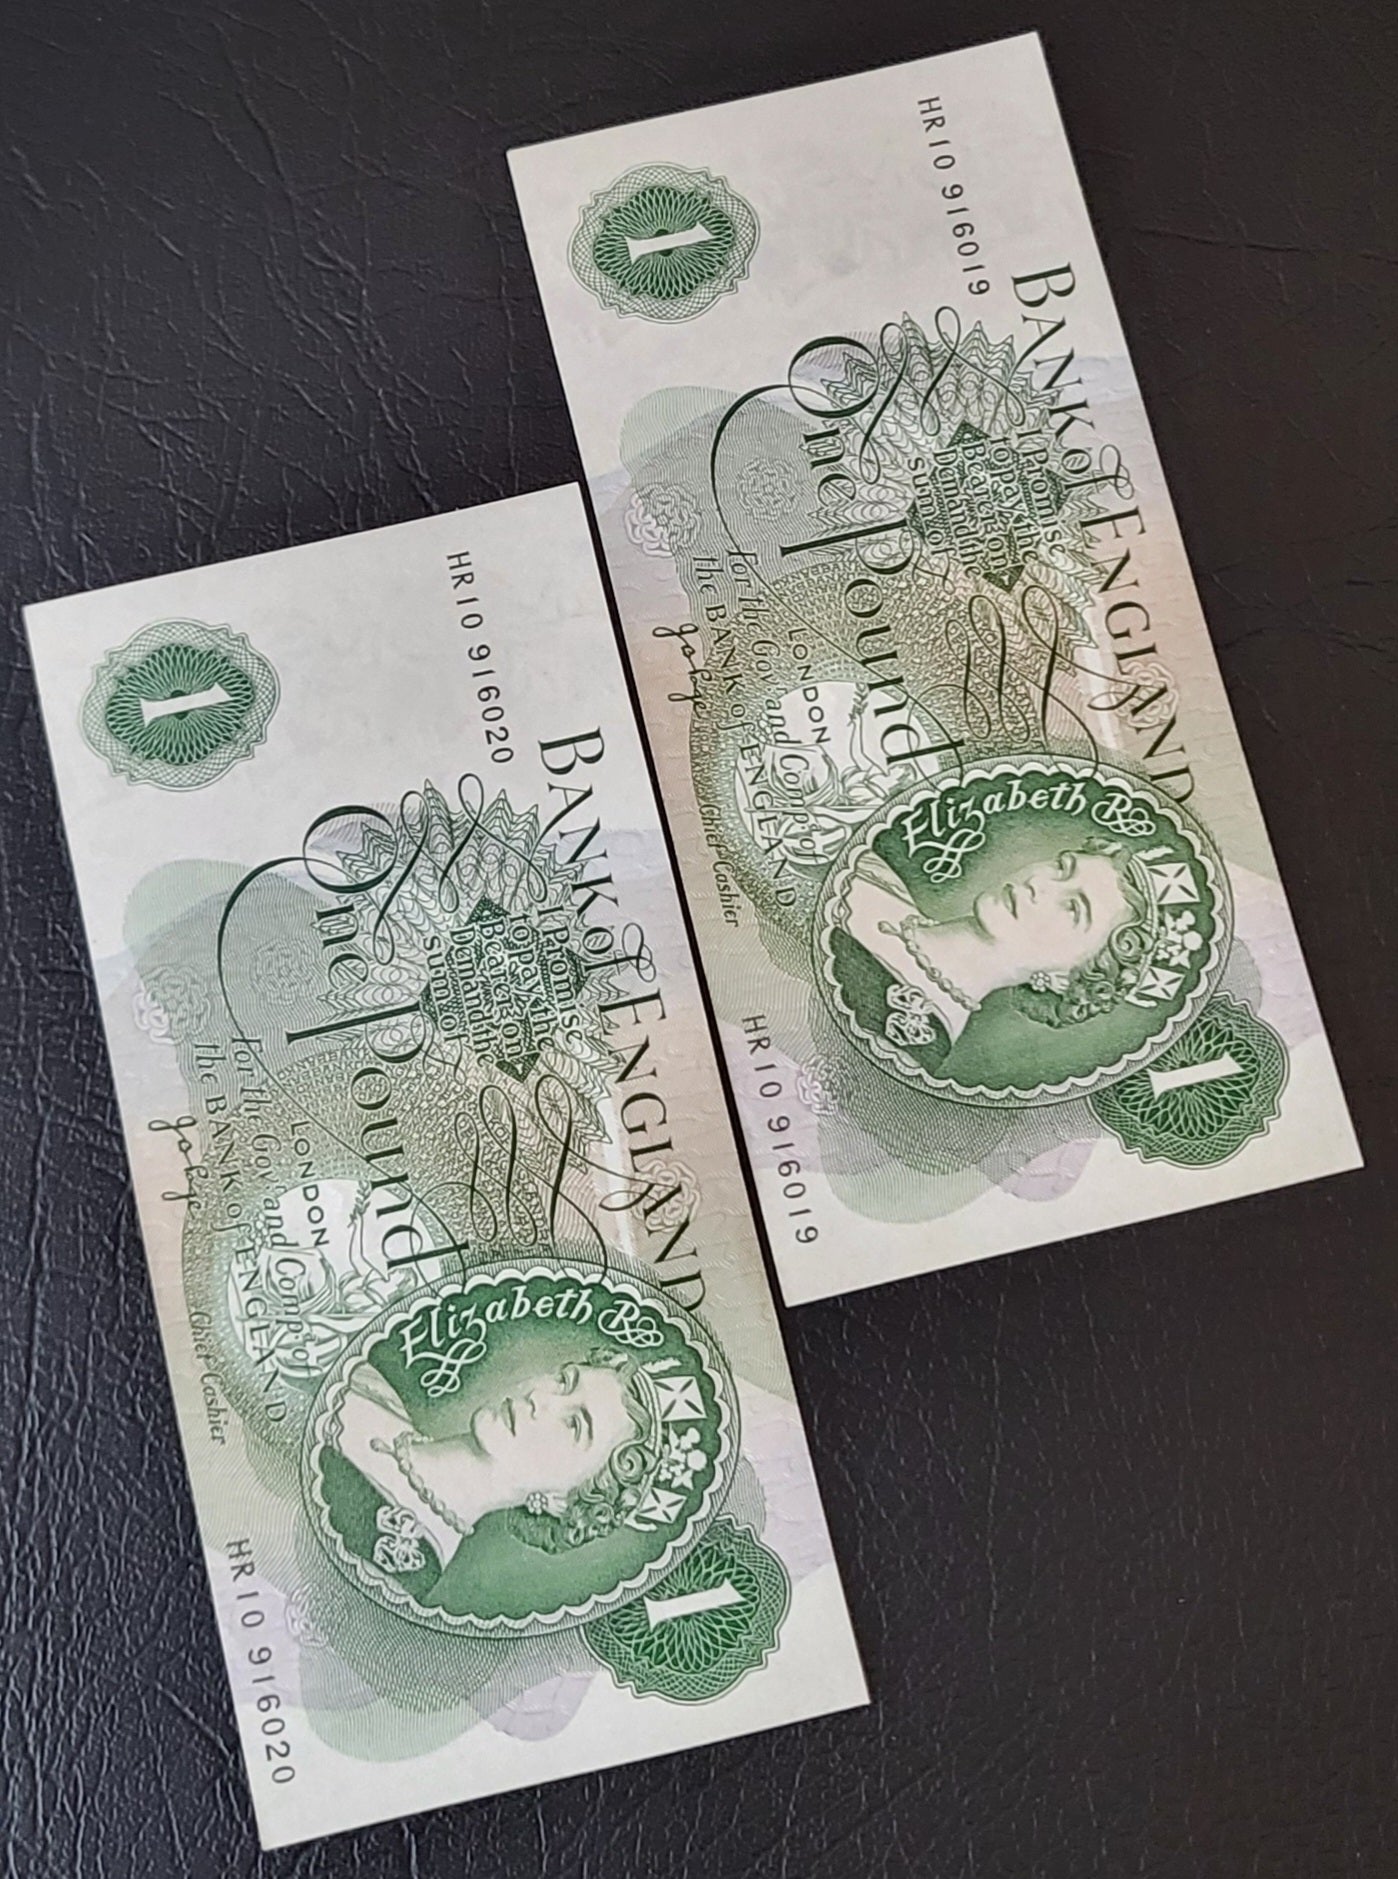 HR10 916019
BANK of ENGLAND
I Promise
to pay the
Bearer on
Demand the
sum of
One Pound
LONDON
For the Gov! and Comp.a of
the BANK of ENGLAND
Chief Cashier
Elizabeth R
1
1
HR10 916019
HR10 916020
BANK of ENGLAND
I Promise
to pay the
Bearer on
Demand the
sum of
One Pound
LONDON
For the Gov! and Comp.a of
the BANK of ENGLAND
Chief Cashier
Elizabeth R
1
1
HR10 916020